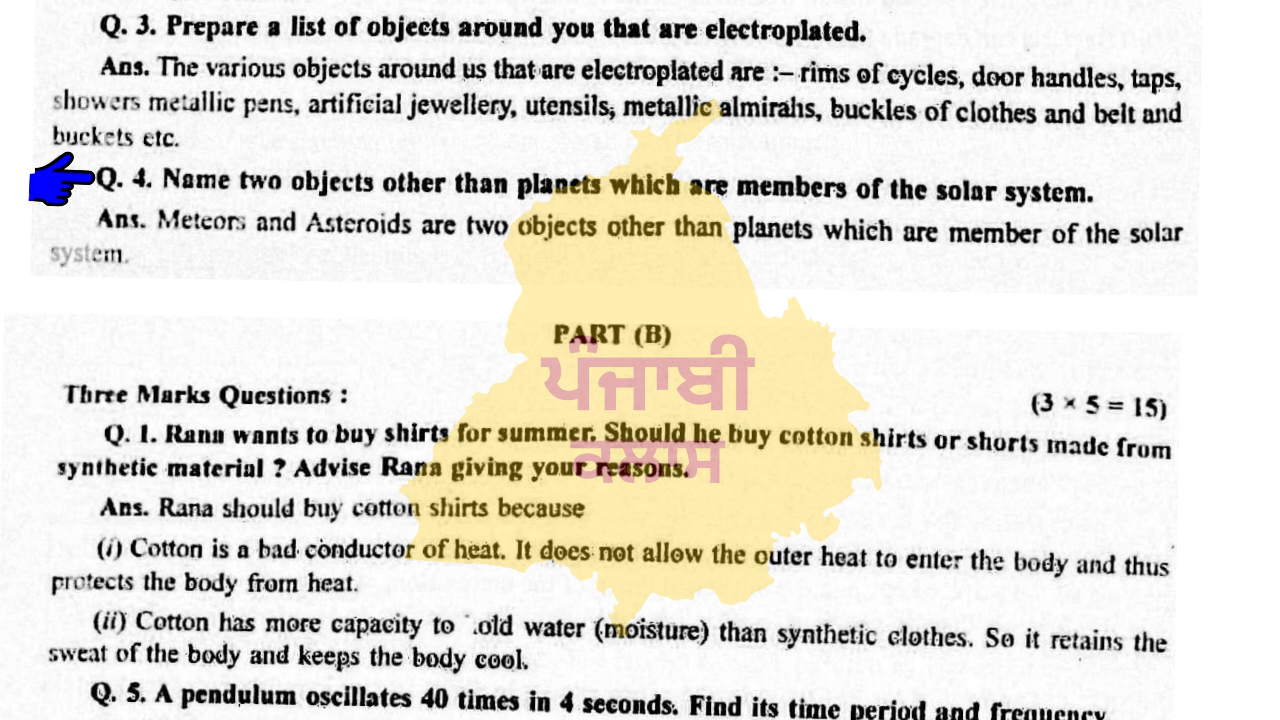 Q. 3. Prepare a list of objects around you that are electroplated.
Ans. The various objects around us that are electroplated are :– rims of cycles, door handles, taps,
showers metallic pens, artificial jewellery, utensils, metallic almirahs, buckles of clothes and belt and
buckets etc.
Q. 4. Name two objects other than planets which are members of the solar system.
Ans. Meteors and Asteroids are two objects other than planets which are member of the solar
system.
PART (B)
ਪੰਜਾਬੀ
Three Marks Questions :
(3 × 5 = 15)
Q. 1. Rana wants to buy shirts for summer. Should he buy cotton shirts or shorts made from
synthetic material ? Advise Rana giving your reasons.
ਕਲਾਸ
Ans. Rana should buy cotton shirts because
(i) Cotton is a bad conductor of heat. It does not allow the outer heat to enter the body and thus
protects the body from heat.
(ii) Cotton has more capacity to old water (moisture) than synthetic clothes. So it retains the
sweat of the body and keeps the body cool.
Q. 5. A pendulum oscillates 40 times in 4 seconds. Find its time period and frequency.